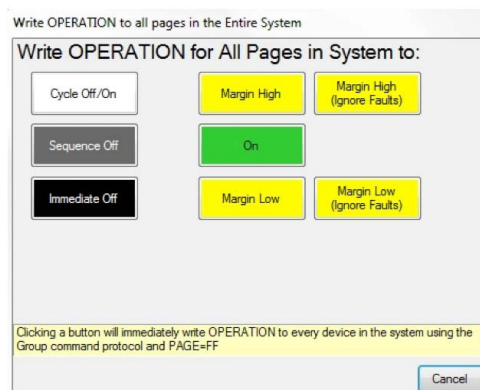 Write OPERATION to all pages in the Entire System
Write OPERATION for All Pages in System to:
Cycle Off/On
Margin High
Margin High
(Ignore Faults)
Sequence Off
On
Immediate Off
Margin Low
Margin Low
(Ignore Faults)
Clicking a button will immediately write OPERATION to every device in the system using the
Group command protocol and PAGE=FF
Cancel